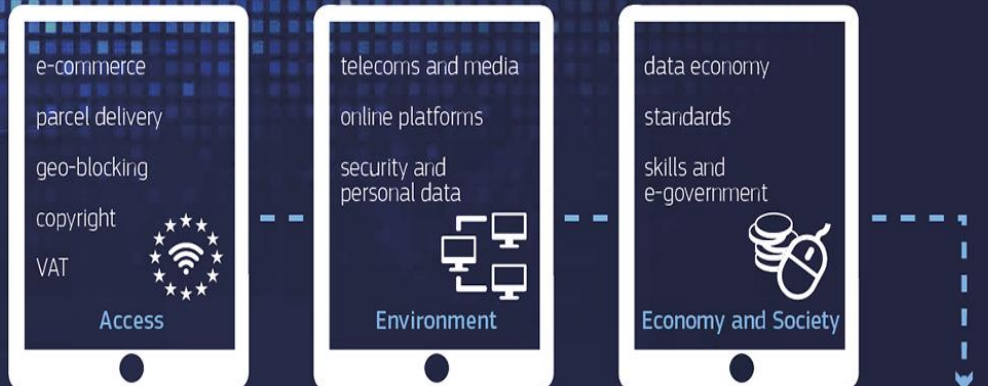 e-commerce
parcel delivery
geo-blocking
copyright
VAT
Access
telecoms and media
online platforms
security and
personal data
Environment
data economy
standards
skills and
e-government
Economy and Society